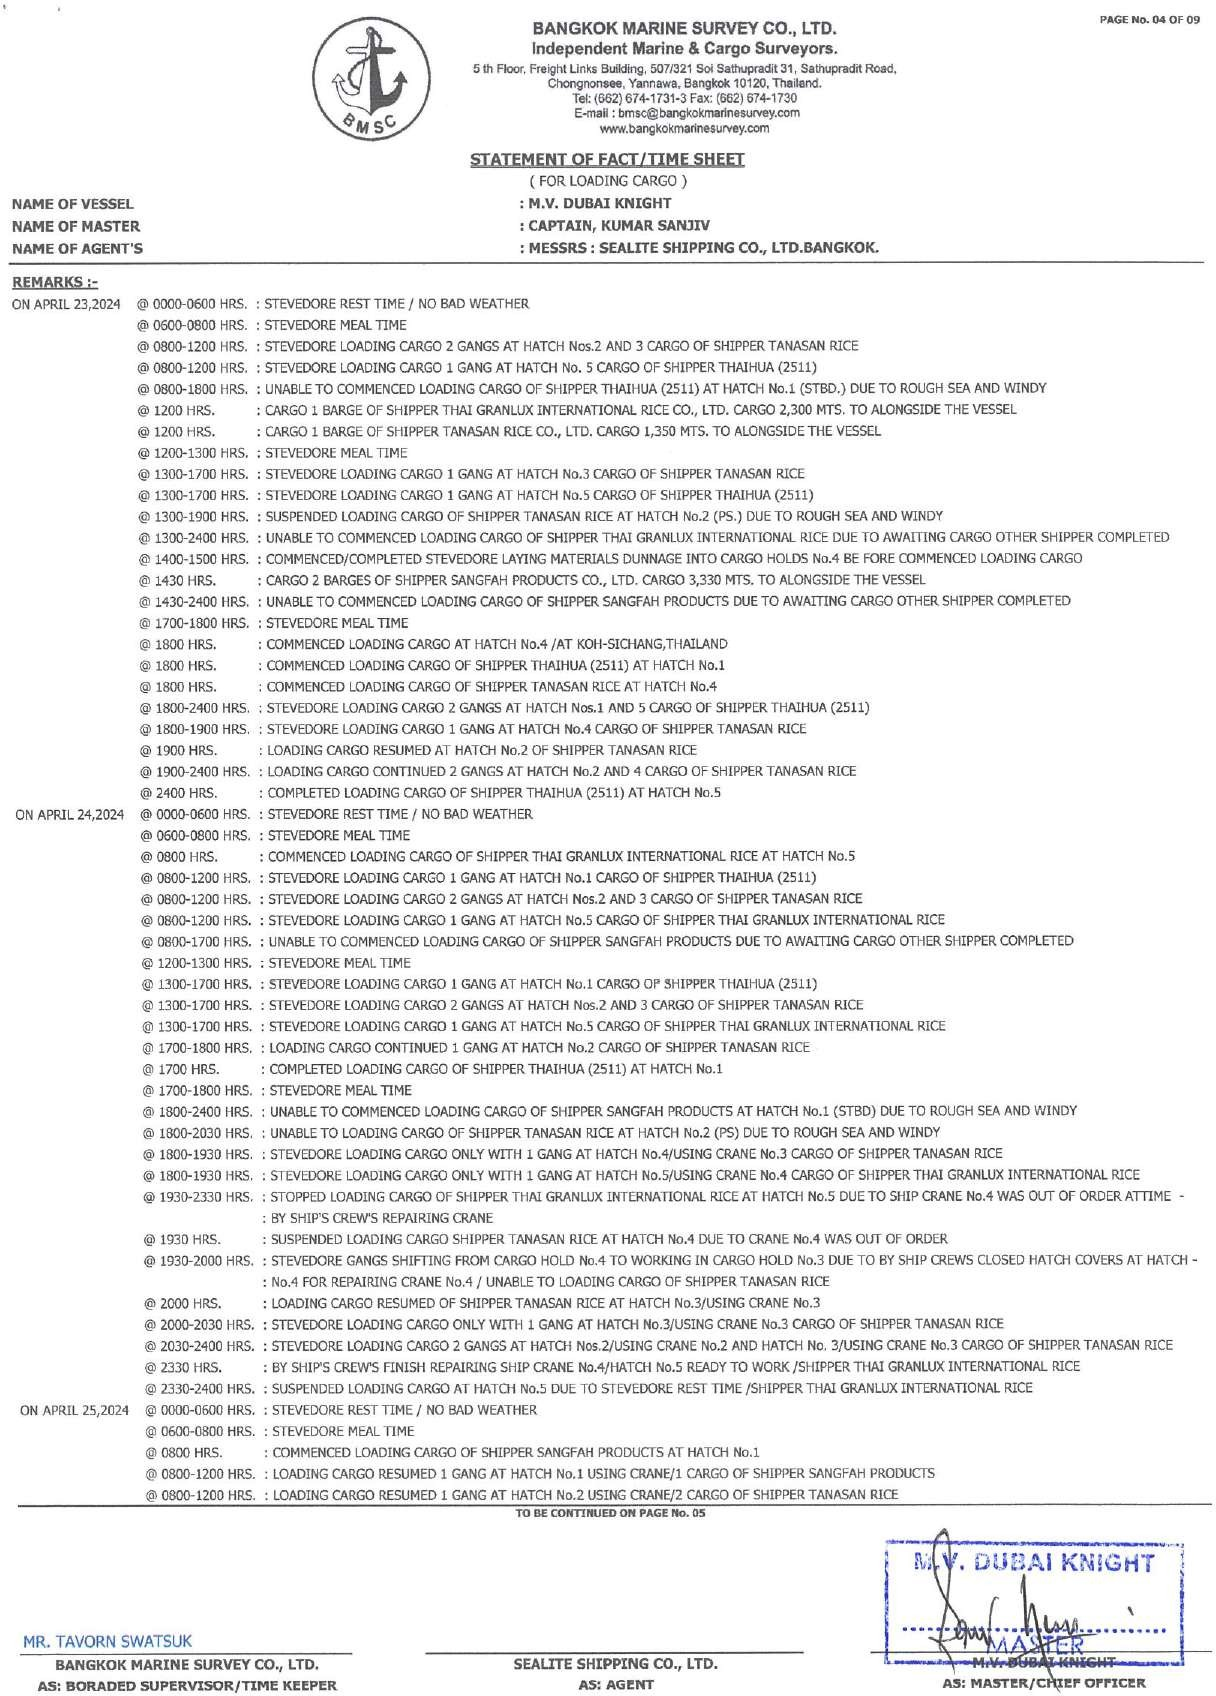 PAGE No. 04 OF 09
BANGKOK MARINE SURVEY CO., LTD.
Independent Marine & Cargo Surveyors.
5 th Floor, Freight Links Building, 507/321 Soi Sathupradit 31, Sathupradit Road,
Chongnonsee, Yannawa, Bangkok 10120, Thailand.
Tel: (662) 674-1731-3 Fax: (662) 674-1730
E-mail : bmsc@bangkokmarinesurvey.com
www.bangkokmarinesurvey.com
BMSC
STATEMENT OF FACT/TIME SHEET
( FOR LOADING CARGO )
NAME OF VESSEL : M.V. DUBAI KNIGHT
NAME OF MASTER : CAPTAIN, KUMAR SANJIV
NAME OF AGENT'S : MESSRS : SEALITE SHIPPING CO., LTD.BANGKOK.
REMARKS :-
ON APRIL 23,2024 @ 0000-0600 HRS. : STEVEDORE REST TIME / NO BAD WEATHER
@ 0600-0800 HRS. : STEVEDORE MEAL TIME
@ 0800-1200 HRS. : STEVEDORE LOADING CARGO 2 GANGS AT HATCH Nos.2 AND 3 CARGO OF SHIPPER TANASAN RICE
@ 0800-1200 HRS. : STEVEDORE LOADING CARGO 1 GANG AT HATCH No. 5 CARGO OF SHIPPER THAIHUA (2511)
@ 0800-1800 HRS. : UNABLE TO COMMENCED LOADING CARGO OF SHIPPER THAIHUA (2511) AT HATCH No.1 (STBD.) DUE TO ROUGH SEA AND WINDY
@ 1200 HRS. : CARGO 1 BARGE OF SHIPPER THAI GRANLUX INTERNATIONAL RICE CO., LTD. CARGO 2,300 MTS. TO ALONGSIDE THE VESSEL
@ 1200 HRS. : CARGO 1 BARGE OF SHIPPER TANASAN RICE CO., LTD. CARGO 1,350 MTS. TO ALONGSIDE THE VESSEL
@ 1200-1300 HRS. : STEVEDORE MEAL TIME
@ 1300-1700 HRS. : STEVEDORE LOADING CARGO 1 GANG AT HATCH No.3 CARGO OF SHIPPER TANASAN RICE
@ 1300-1700 HRS. : STEVEDORE LOADING CARGO 1 GANG AT HATCH No.5 CARGO OF SHIPPER THAIHUA (2511)
@ 1300-1900 HRS. : SUSPENDED LOADING CARGO OF SHIPPER TANASAN RICE AT HATCH No.2 (PS.) DUE TO ROUGH SEA AND WINDY
@ 1300-2400 HRS. : UNABLE TO COMMENCED LOADING CARGO OF SHIPPER THAI GRANLUX INTERNATIONAL RICE DUE TO AWAITING CARGO OTHER SHIPPER COMPLETED
@ 1400-1500 HRS. : COMMENCED/COMPLETED STEVEDORE LAYING MATERIALS DUNNAGE INTO CARGO HOLDS No.4 BE FORE COMMENCED LOADING CARGO
@ 1430 HRS. : CARGO 2 BARGES OF SHIPPER SANGFAH PRODUCTS CO., LTD. CARGO 3,330 MTS. TO ALONGSIDE THE VESSEL
@ 1430-2400 HRS. : UNABLE TO COMMENCED LOADING CARGO OF SHIPPER SANGFAH PRODUCTS DUE TO AWAITING CARGO OTHER SHIPPER COMPLETED
@ 1700-1800 HRS. : STEVEDORE MEAL TIME
@ 1800 HRS. : COMMENCED LOADING CARGO AT HATCH No.4 /AT KOH-SICHANG,THAILAND
@ 1800 HRS. : COMMENCED LOADING CARGO OF SHIPPER THAIHUA (2511) AT HATCH No.1
@ 1800 HRS. : COMMENCED LOADING CARGO OF SHIPPER TANASAN RICE AT HATCH No.4
@ 1800-2400 HRS. : STEVEDORE LOADING CARGO 2 GANGS AT HATCH Nos.1 AND 5 CARGO OF SHIPPER THAIHUA (2511)
@ 1800-1900 HRS. : STEVEDORE LOADING CARGO 1 GANG AT HATCH No.4 CARGO OF SHIPPER TANASAN RICE
@ 1900 HRS. : LOADING CARGO RESUMED AT HATCH No.2 OF SHIPPER TANASAN RICE
@ 1900-2400 HRS. : LOADING CARGO CONTINUED 2 GANGS AT HATCH No.2 AND 4 CARGO OF SHIPPER TANASAN RICE
@ 2400 HRS. : COMPLETED LOADING CARGO OF SHIPPER THAIHUA (2511) AT HATCH No.5
ON APRIL 24,2024 @ 0000-0600 HRS. : STEVEDORE REST TIME / NO BAD WEATHER
@ 0600-0800 HRS. : STEVEDORE MEAL TIME
@ 0800 HRS. : COMMENCED LOADING CARGO OF SHIPPER THAI GRANLUX INTERNATIONAL RICE AT HATCH No.5
@ 0800-1200 HRS. : STEVEDORE LOADING CARGO 1 GANG AT HATCH No.1 CARGO OF SHIPPER THAIHUA (2511)
@ 0800-1200 HRS. : STEVEDORE LOADING CARGO 2 GANGS AT HATCH Nos.2 AND 3 CARGO OF SHIPPER TANASAN RICE
@ 0800-1200 HRS. : STEVEDORE LOADING CARGO 1 GANG AT HATCH No.5 CARGO OF SHIPPER THAI GRANLUX INTERNATIONAL RICE
@ 0800-1700 HRS. : UNABLE TO COMMENCED LOADING CARGO OF SHIPPER SANGFAH PRODUCTS DUE TO AWAITING CARGO OTHER SHIPPER COMPLETED
@ 1200-1300 HRS. : STEVEDORE MEAL TIME
@ 1300-1700 HRS. : STEVEDORE LOADING CARGO 1 GANG AT HATCH No.1 CARGO OF SHIPPER THAIHUA (2511)
@ 1300-1700 HRS. : STEVEDORE LOADING CARGO 2 GANGS AT HATCH Nos.2 AND 3 CARGO OF SHIPPER TANASAN RICE
@ 1300-1700 HRS. : STEVEDORE LOADING CARGO 1 GANG AT HATCH No.5 CARGO OF SHIPPER THAI GRANLUX INTERNATIONAL RICE
@ 1700-1800 HRS. : LOADING CARGO CONTINUED 1 GANG AT HATCH No.2 CARGO OF SHIPPER TANASAN RICE
@ 1700 HRS. : COMPLETED LOADING CARGO OF SHIPPER THAIHUA (2511) AT HATCH No.1
@ 1700-1800 HRS. : STEVEDORE MEAL TIME
@ 1800-2400 HRS. : UNABLE TO COMMENCED LOADING CARGO OF SHIPPER SANGFAH PRODUCTS AT HATCH No.1 (STBD) DUE TO ROUGH SEA AND WINDY
@ 1800-2030 HRS. : UNABLE TO LOADING CARGO OF SHIPPER TANASAN RICE AT HATCH No.2 (PS) DUE TO ROUGH SEA AND WINDY
@ 1800-1930 HRS. : STEVEDORE LOADING CARGO ONLY WITH 1 GANG AT HATCH No.4/USING CRANE No.3 CARGO OF SHIPPER TANASAN RICE
@ 1800-1930 HRS. : STEVEDORE LOADING CARGO ONLY WITH 1 GANG AT HATCH No.5/USING CRANE No.4 CARGO OF SHIPPER THAI GRANLUX INTERNATIONAL RICE
@ 1930-2330 HRS. : STOPPED LOADING CARGO OF SHIPPER THAI GRANLUX INTERNATIONAL RICE AT HATCH No.5 DUE TO SHIP CRANE No.4 WAS OUT OF ORDER ATTIME -
: BY SHIP'S CREW'S REPAIRING CRANE
@ 1930 HRS. : SUSPENDED LOADING CARGO SHIPPER TANASAN RICE AT HATCH No.4 DUE TO CRANE No.4 WAS OUT OF ORDER
@ 1930-2000 HRS. : STEVEDORE GANGS SHIFTING FROM CARGO HOLD No.4 TO WORKING IN CARGO HOLD No.3 DUE TO BY SHIP CREWS CLOSED HATCH COVERS AT HATCH -
: No.4 FOR REPAIRING CRANE No.4 / UNABLE TO LOADING CARGO OF SHIPPER TANASAN RICE
@ 2000 HRS. : LOADING CARGO RESUMED OF SHIPPER TANASAN RICE AT HATCH No.3/USING CRANE No.3
@ 2000-2030 HRS. : STEVEDORE LOADING CARGO ONLY WITH 1 GANG AT HATCH No.3/USING CRANE No.3 CARGO OF SHIPPER TANASAN RICE
@ 2030-2400 HRS. : STEVEDORE LOADING CARGO 2 GANGS AT HATCH Nos.2/USING CRANE No.2 AND HATCH No. 3/USING CRANE No.3 CARGO OF SHIPPER TANASAN RICE
@ 2330 HRS. : BY SHIP'S CREW'S FINISH REPAIRING SHIP CRANE No.4/HATCH No.5 READY TO WORK /SHIPPER THAI GRANLUX INTERNATIONAL RICE
@ 2330-2400 HRS. : SUSPENDED LOADING CARGO AT HATCH No.5 DUE TO STEVEDORE REST TIME /SHIPPER THAI GRANLUX INTERNATIONAL RICE
ON APRIL 25,2024 @ 0000-0600 HRS. : STEVEDORE REST TIME / NO BAD WEATHER
@ 0600-0800 HRS. : STEVEDORE MEAL TIME
@ 0800 HRS. : COMMENCED LOADING CARGO OF SHIPPER SANGFAH PRODUCTS AT HATCH No.1
@ 0800-1200 HRS. : LOADING CARGO RESUMED 1 GANG AT HATCH No.1 USING CRANE/1 CARGO OF SHIPPER SANGFAH PRODUCTS
@ 0800-1200 HRS. : LOADING CARGO RESUMED 1 GANG AT HATCH No.2 USING CRANE/2 CARGO OF SHIPPER TANASAN RICE
TO BE CONTINUED ON PAGE No. 05
M.V. DUBAI KNIGHT
MASTER
MR. TAVORN SWATSUK
BANGKOK MARINE SURVEY CO., LTD. SEALITE SHIPPING CO., LTD. M.V. DUBAI KNIGHT
AS: BORADED SUPERVISOR/TIME KEEPER AS: AGENT AS: MASTER/CHIEF OFFICER